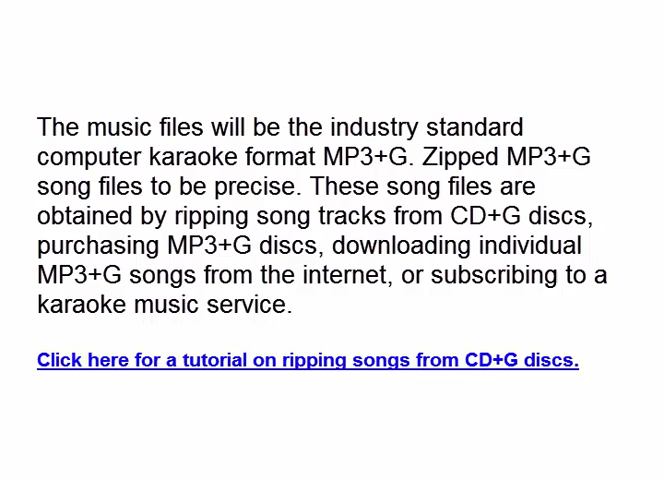 The music files will be the industry standard
computer karaoke format MP3+G. Zipped MP3+G
song files to be precise. These song files are
obtained by ripping song tracks from CD+G discs,
purchasing MP3+G discs, downloading individual
MP3+G songs from the internet, or subscribing to a
karaoke music service.
Click here for a tutorial on ripping songs from CD+G discs.